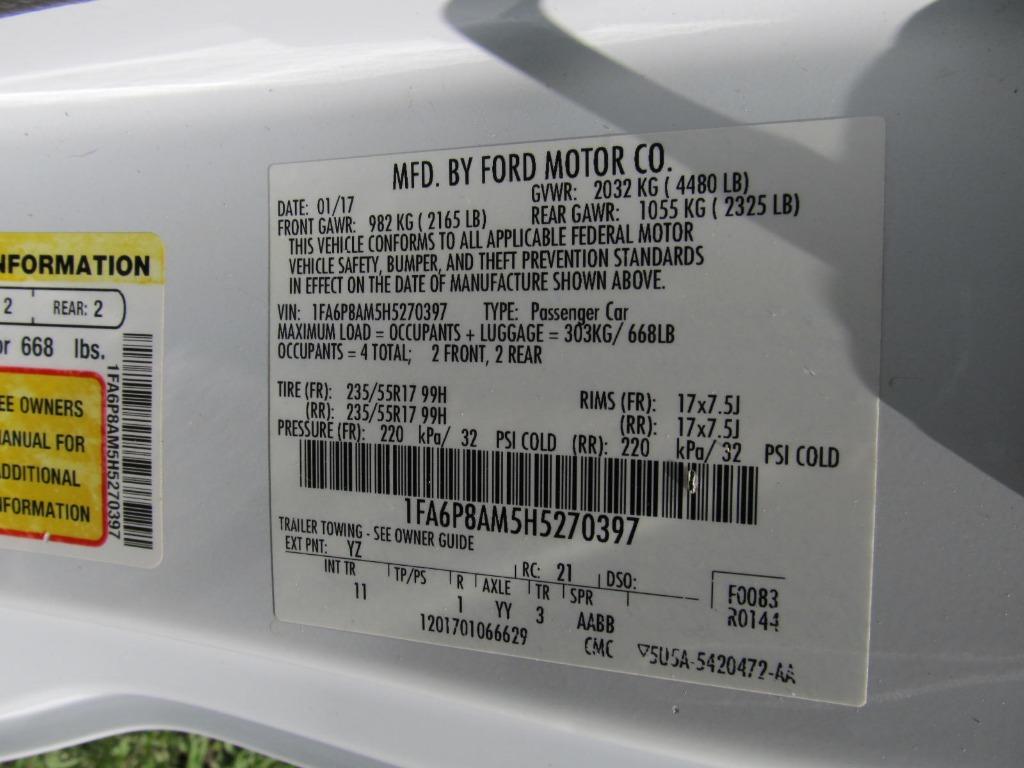 NFORMATION
2 REAR: 2
or 668 lbs.
EE OWNERS
MANUAL FOR
ADDITIONAL
NFORMATION
1FA6P8AM5H5270397
MFD. BY FORD MOTOR CO.
DATE: 01/17 GVWR: 2032 KG ( 4480 LB)
FRONT GAWR: 982 KG ( 2165 LB) REAR GAWR: 1055 KG ( 2325 LB)
THIS VEHICLE CONFORMS TO ALL APPLICABLE FEDERAL MOTOR
VEHICLE SAFETY, BUMPER, AND THEFT PREVENTION STANDARDS
IN EFFECT ON THE DATE OF MANUFACTURE SHOWN ABOVE.
VIN: 1FA6P8AM5H5270397 TYPE: Passenger Car
MAXIMUM LOAD = OCCUPANTS + LUGGAGE = 303KG/ 668LB
OCCUPANTS = 4 TOTAL; 2 FRONT, 2 REAR
TIRE (FR): 235/55R17 99H RIMS (FR): 17x7.5J
(RR): 235/55R17 99H (RR): 17x7.5J
PRESSURE (FR): 220 kPa/ 32 PSI COLD (RR): 220 kPa/ 32 PSI COLD
1FA6P8AM5H5270397
TRAILER TOWING - SEE OWNER GUIDE
EXT PNT: YZ RC: 21 DSO:
INT TR TP/PS R AXLE TR SPR
11 1 YY 3 AABB
F0083
R0144
1201701066629 CMC ▽5U5A-5420472-AA